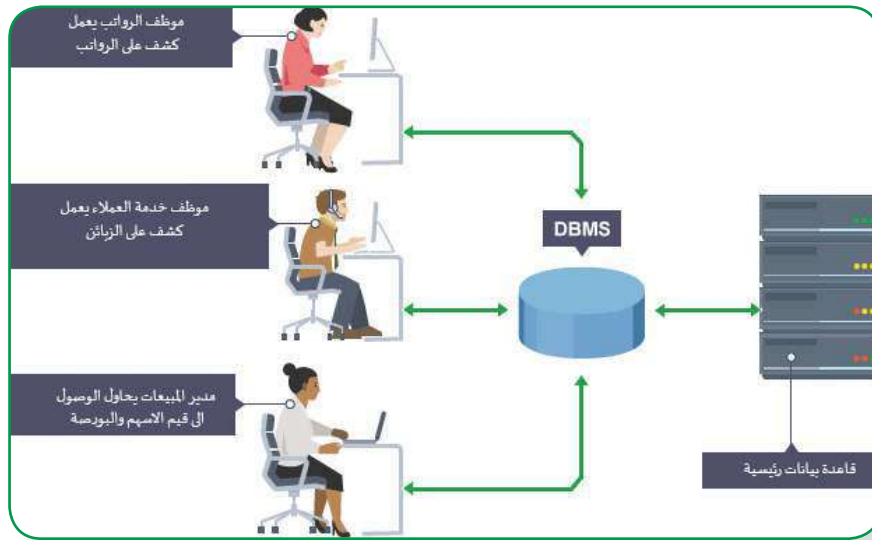 موظف الرواتب يعمل
كشف على الرواتب
موظف خدمة العملاء يعمل
كشف على الزبائن
DBMS
مدير المبيعات يحاول الوصول
الى قيم الاسهم والبورصة
قاعدة بيانات رئيسية